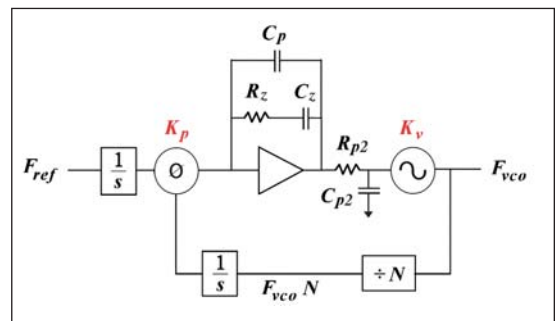 C_p
R_z C_z
K_p
R_p2
K_v
F_ref
1/s
Ø
F_vco
C_p2
1/s
F_vco N
÷N